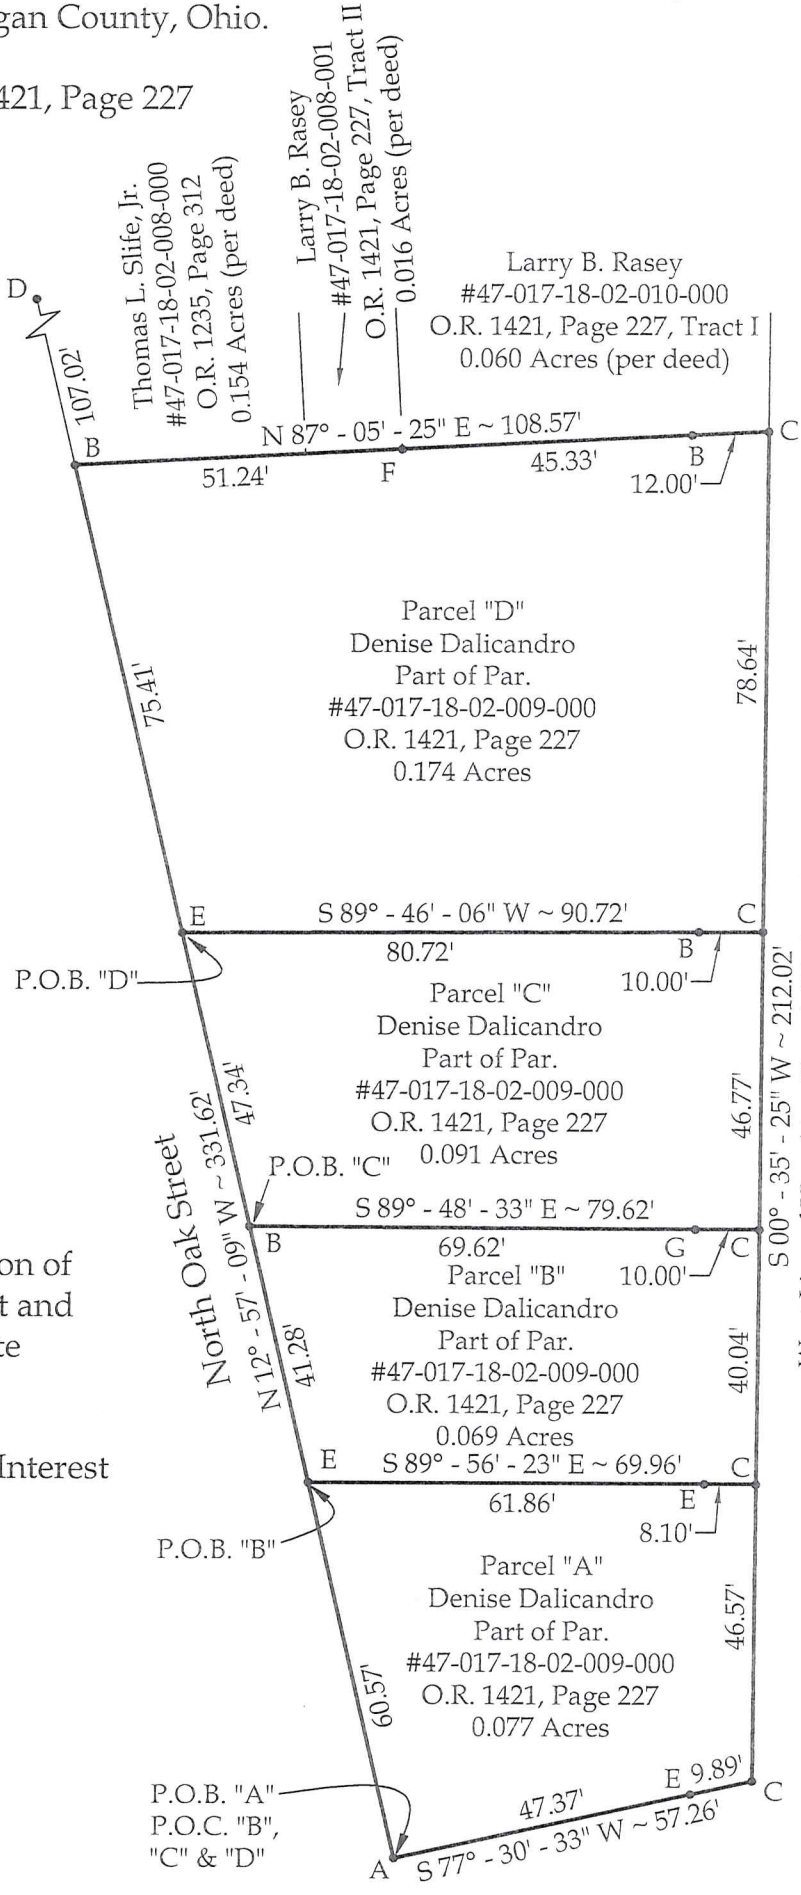 gan County, Ohio.
421, Page 227
Thomas L. Slife, Jr.
#47-017-18-02-008-000
O.R. 1235, Page 312
0.154 Acres (per deed)
Larry B. Rasey
#47-017-18-02-008-001
O.R. 1421, Page 227, Tract II
0.016 Acres (per deed)
Larry B. Rasey
#47-017-18-02-010-000
O.R. 1421, Page 227, Tract I
0.060 Acres (per deed)
D
107.02'
B
N 87° - 05' - 25" E ~ 108.57'
C
51.24'
F
45.33'
B
12.00'
Parcel "D"
Denise Dalicandro
Part of Par.
#47-017-18-02-009-000
O.R. 1421, Page 227
0.174 Acres
75.41'
78.64'
E
S 89° - 46' - 06" W ~ 90.72'
C
80.72'
B
10.00'
P.O.B. "D"
Parcel "C"
Denise Dalicandro
Part of Par.
#47-017-18-02-009-000
O.R. 1421, Page 227
0.091 Acres
47.34'
46.77'
S 00° - 35' - 25" W ~ 212.02'
North Oak Street
N 12° - 57' - 09" W ~ 331.62'
P.O.B. "C"
S 89° - 48' - 33" E ~ 79.62'
B
69.62'
G
C
10.00'
on of
t and
te
Interest
Parcel "B"
Denise Dalicandro
Part of Par.
#47-017-18-02-009-000
O.R. 1421, Page 227
0.069 Acres
41.28'
40.04'
E
S 89° - 56' - 23" E ~ 69.96'
C
61.86'
E
8.10'
P.O.B. "B"
Parcel "A"
Denise Dalicandro
Part of Par.
#47-017-18-02-009-000
O.R. 1421, Page 227
0.077 Acres
60.57'
46.57'
P.O.B. "A"
P.O.C. "B",
"C" & "D"
A
47.37'
E
9.89'
C
S 77° - 30' - 33" W ~ 57.26'